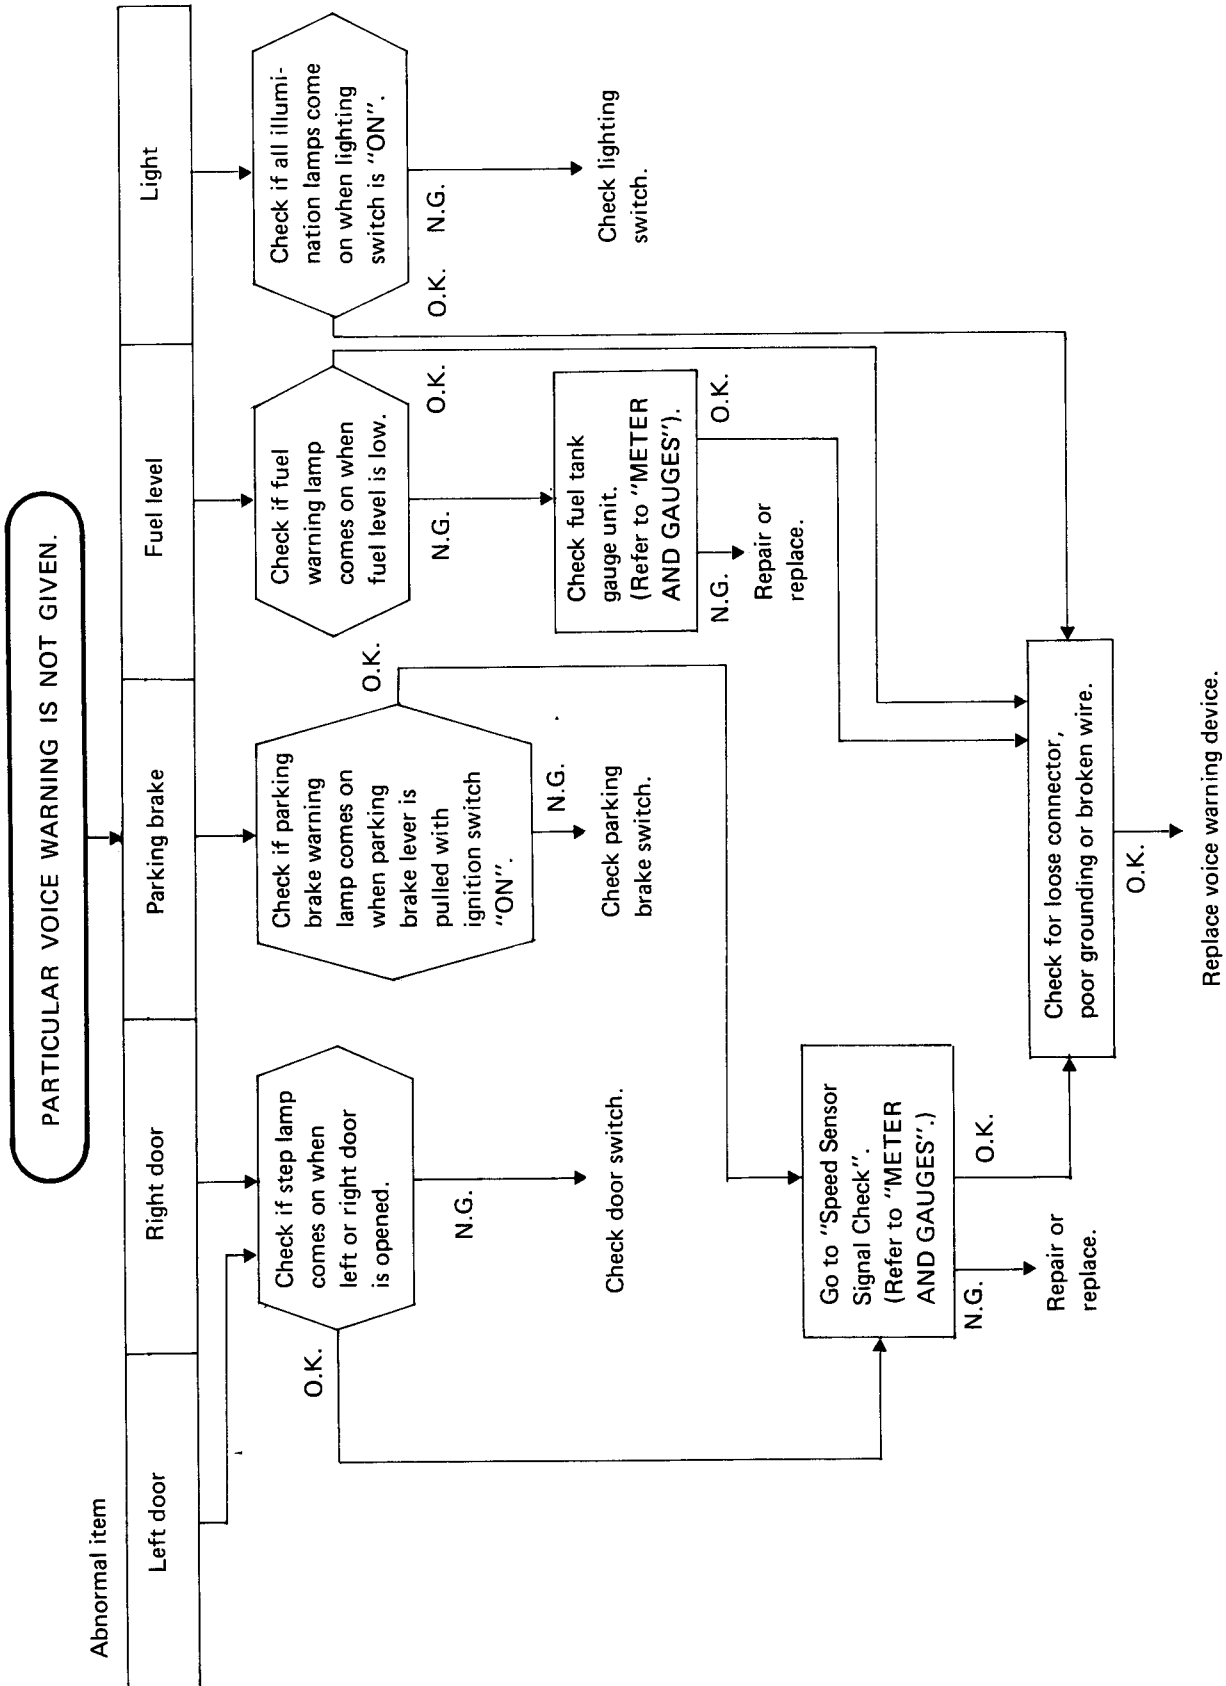 PARTICULAR VOICE WARNING IS NOT GIVEN.
Abnormal item
Left door
Right door
Parking brake
Fuel level
Light
Check if step lamp
comes on when
left or right door
is opened.
O.K.
N.G.
Check door switch.
Check if parking
brake warning
lamp comes on
when parking
brake lever is
pulled with
ignition switch
"ON".
O.K.
N.G.
Check parking
brake switch.
Check if fuel
warning lamp
comes on when
fuel level is low.
O.K.
N.G.
Check if all illumi-
nation lamps come
on when lighting
switch is "ON".
O.K.
N.G.
Check lighting
switch.
Check fuel tank
gauge unit.
(Refer to "METER
AND GAUGES").
N.G.
O.K.
Repair or
replace.
Go to "Speed Sensor
Signal Check".
(Refer to "METER
AND GAUGES".)
N.G.
O.K.
Repair or
replace.
Check for loose connector,
poor grounding or broken wire.
O.K.
Replace voice warning device.